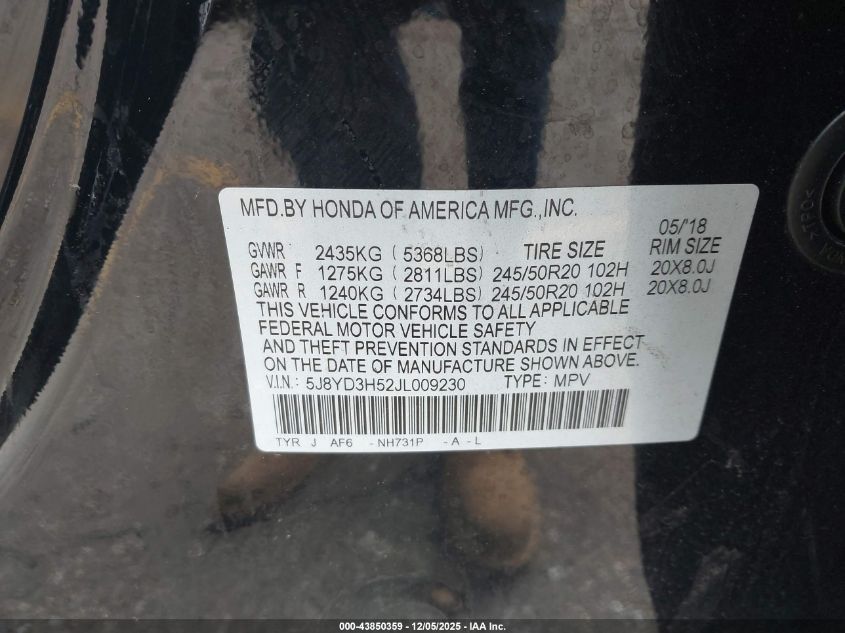 MFD.BY HONDA OF AMERICA MFG.,INC.
05/'18
GVWR 2435KG (5368LBS) TIRE SIZE RIM SIZE
GAWR F 1275KG (2811LBS) 245/50R20 102H 20X8.0J
GAWR R 1240KG (2734LBS) 245/50R20 102H 20X8.0J
THIS VEHICLE CONFORMS TO ALL APPLICABLE
FEDERAL MOTOR VEHICLE SAFETY
AND THEFT PREVENTION STANDARDS IN EFFECT
ON THE DATE OF MANUFACTURE SHOWN ABOVE.
V.I.N.: 5J8YD3H52JL009230 TYPE: MPV
TYR J AF6 -NH731P -A-L
>TPO<
000-43850359 - 12/05/2025 - IAA Inc.